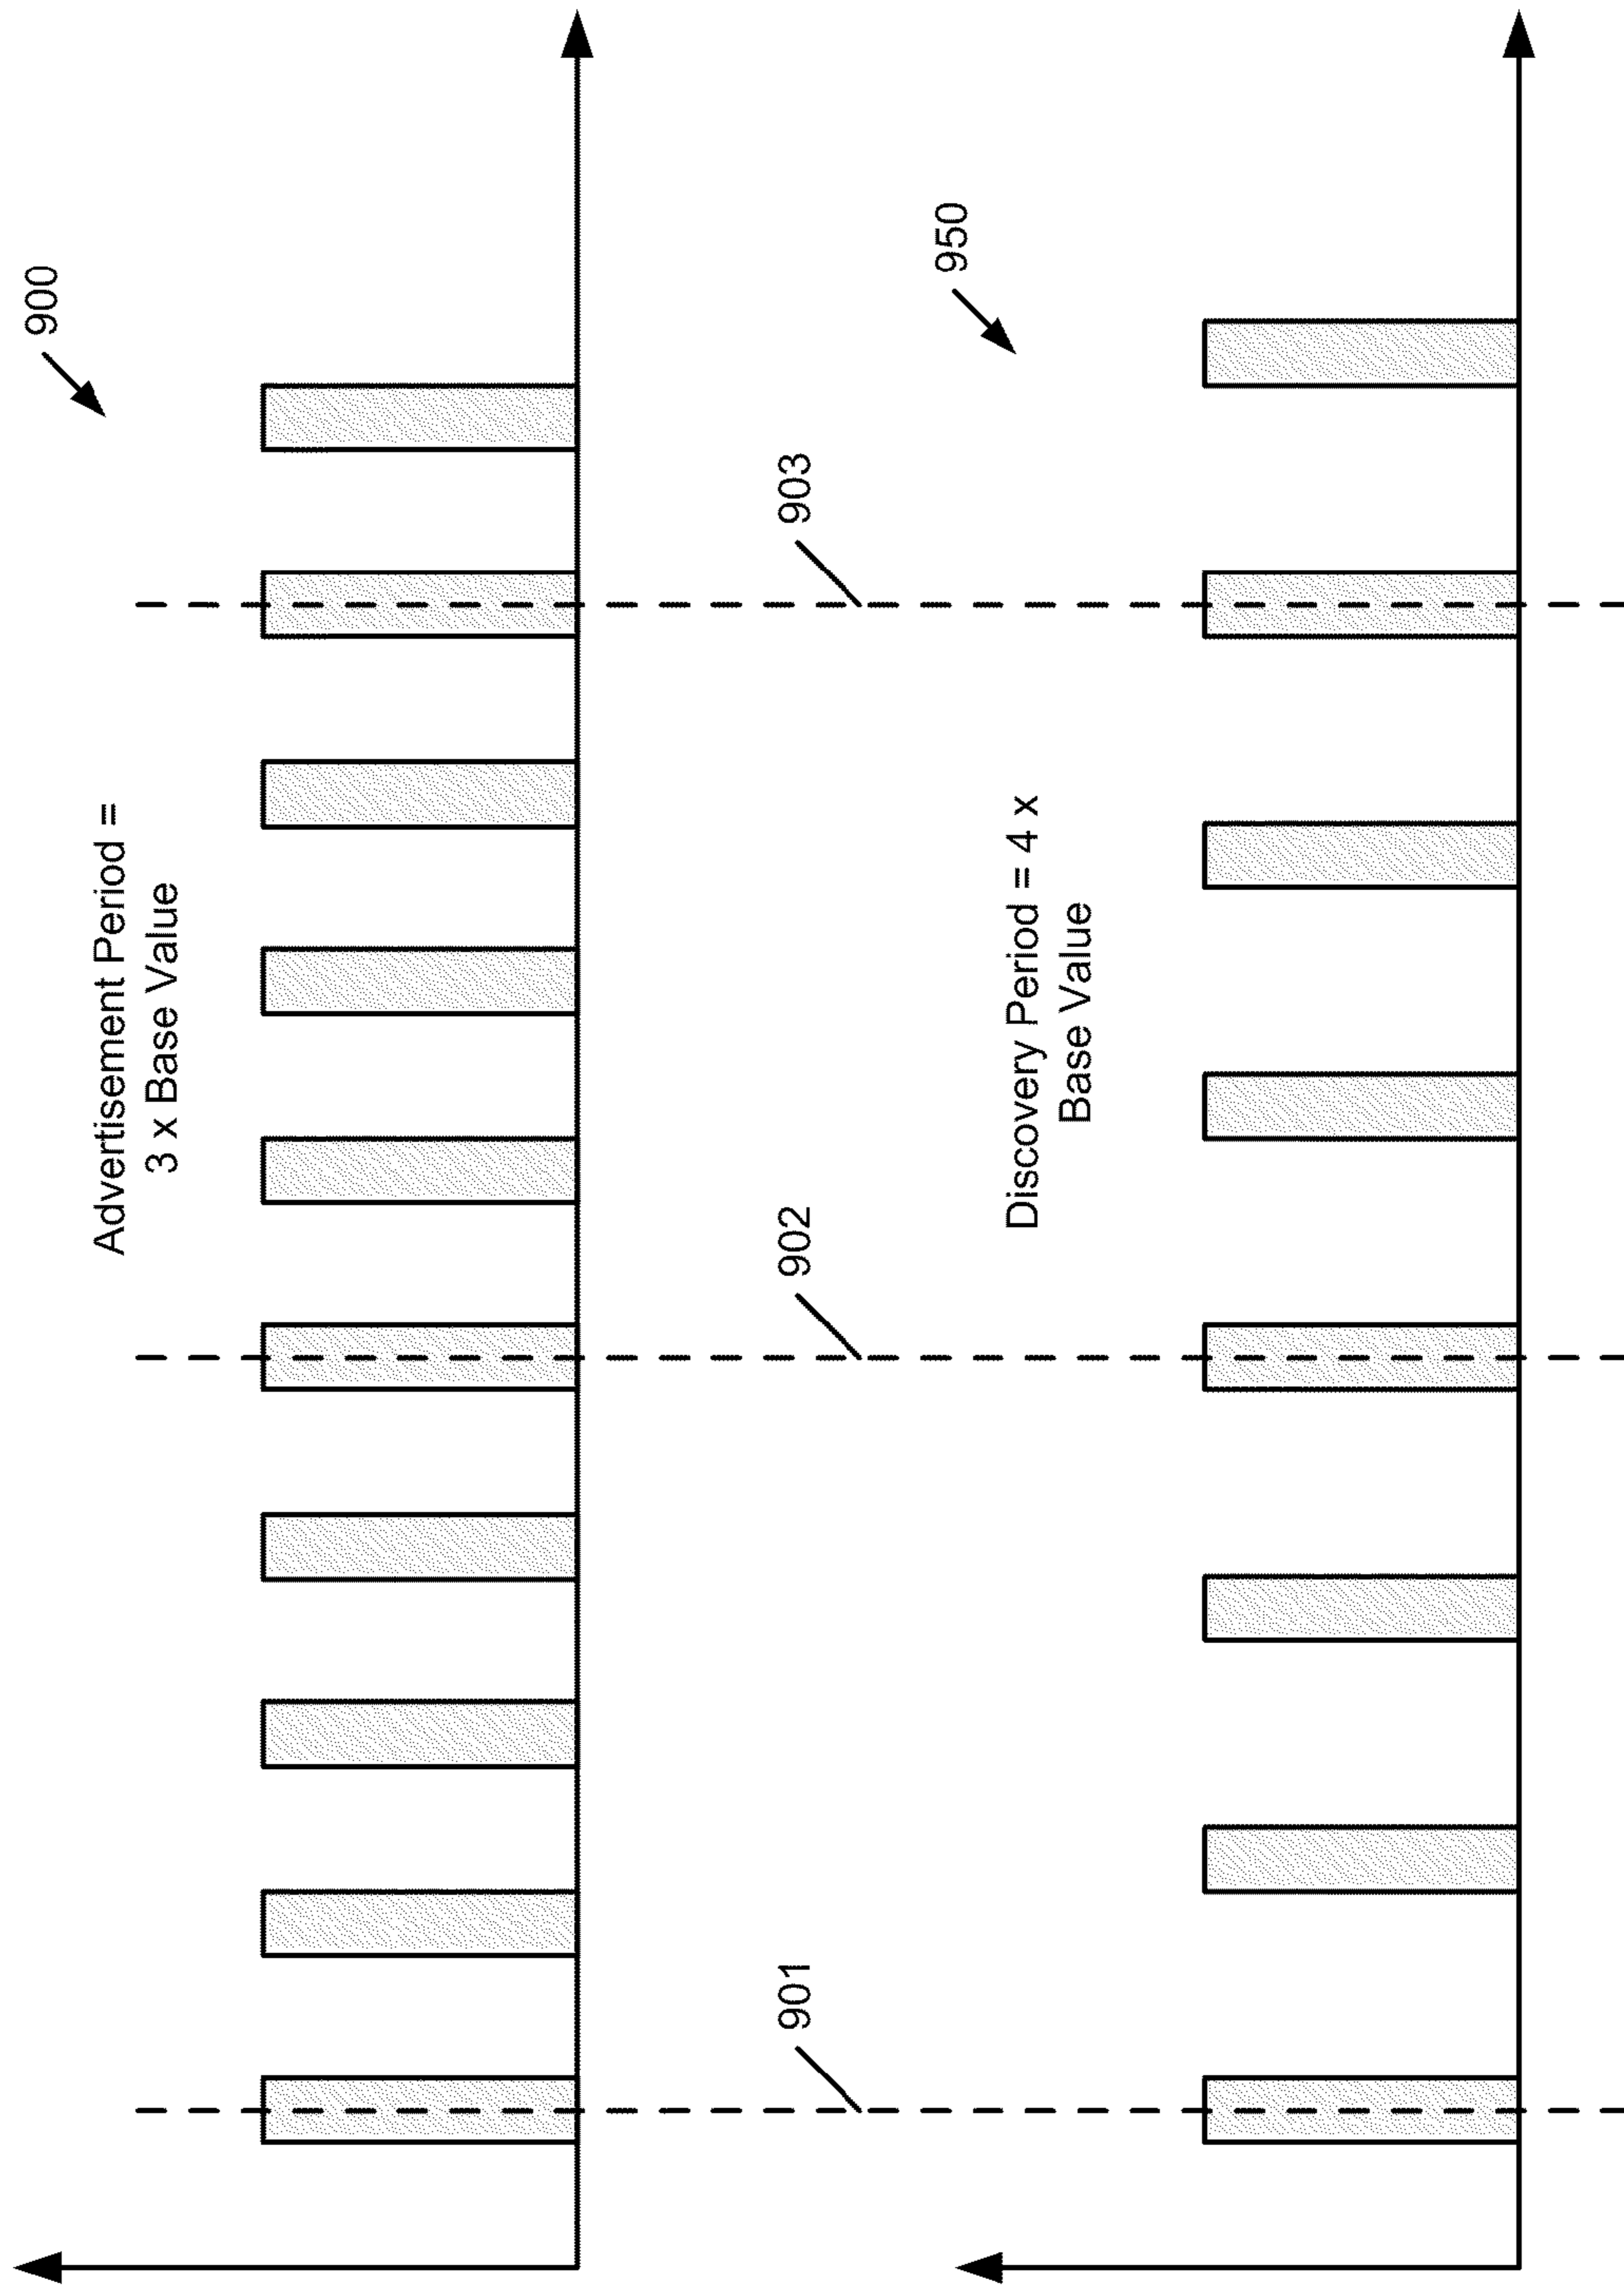 900
Advertisement Period =
3 x Base Value
901
902
903
950
Discovery Period = 4 x
Base Value